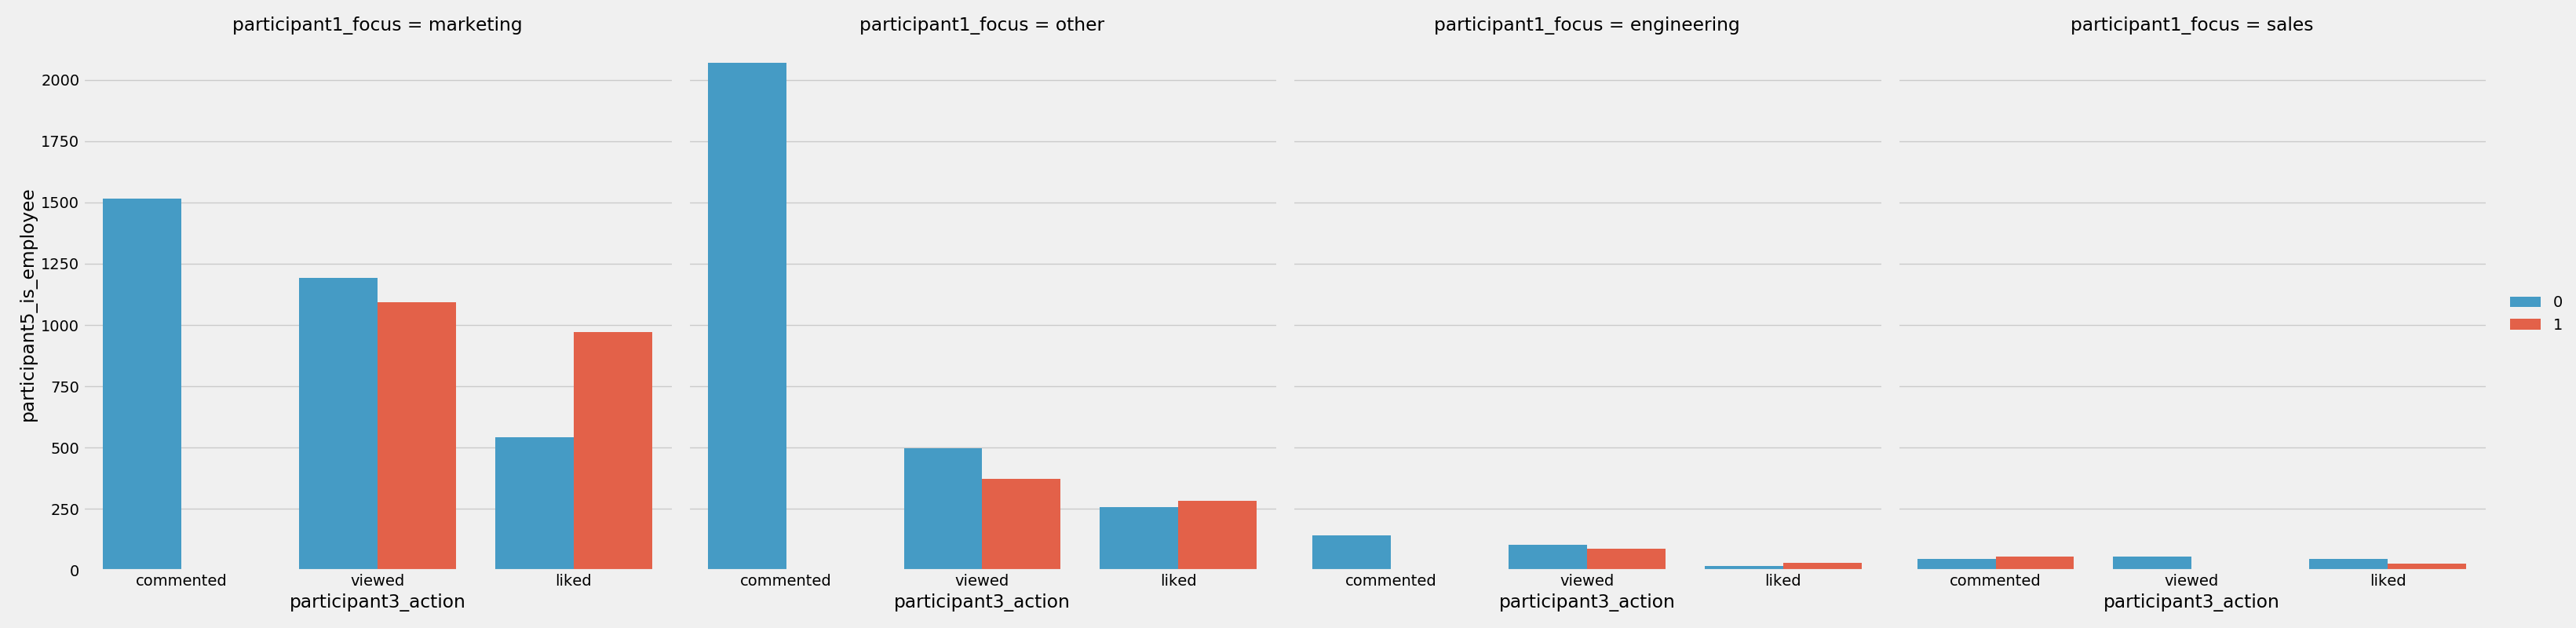 participant1_focus = marketing
participant1_focus = other
participant1_focus = engineering
participant1_focus = sales
participant5_is_employee
2000
1750
1500
1250
1000
750
500
250
0
commented viewed liked
commented viewed liked
commented viewed liked
commented viewed liked
participant3_action
participant3_action
participant3_action
participant3_action
0
1